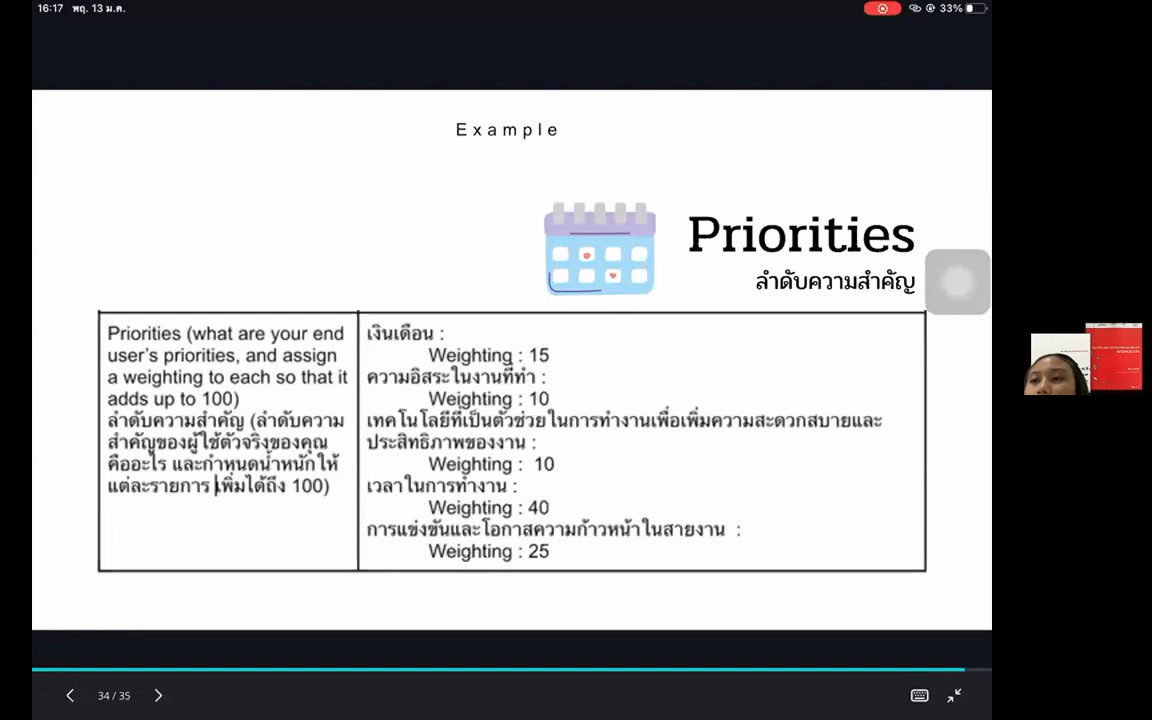 16:17 พฤ. 13 ม.ค.
33%
Example
Priorities
ลำดับความสำคัญ
Priorities (what are your end
user's priorities, and assign
a weighting to each so that it
adds up to 100)
ลำดับความสำคัญ (ลำดับความ
สำคัญของผู้ใช้ตัวจริงของคุณ
คืออะไร และกำหนดน้ำหนักให้
แต่ละรายการ เพิ่มได้ถึง 100)
เงินเดือน :
Weighting : 15
ความอิสระในงานที่ทำ :
Weighting : 10
เทคโนโลยีที่เป็นตัวช่วยในการทำงานเพื่อเพิ่มความสะดวกสบายและ
ประสิทธิภาพของงาน :
Weighting : 10
เวลาในการทำงาน :
Weighting : 40
การแข่งขันและโอกาสความก้าวหน้าในสายงาน :
Weighting : 25
34 / 35